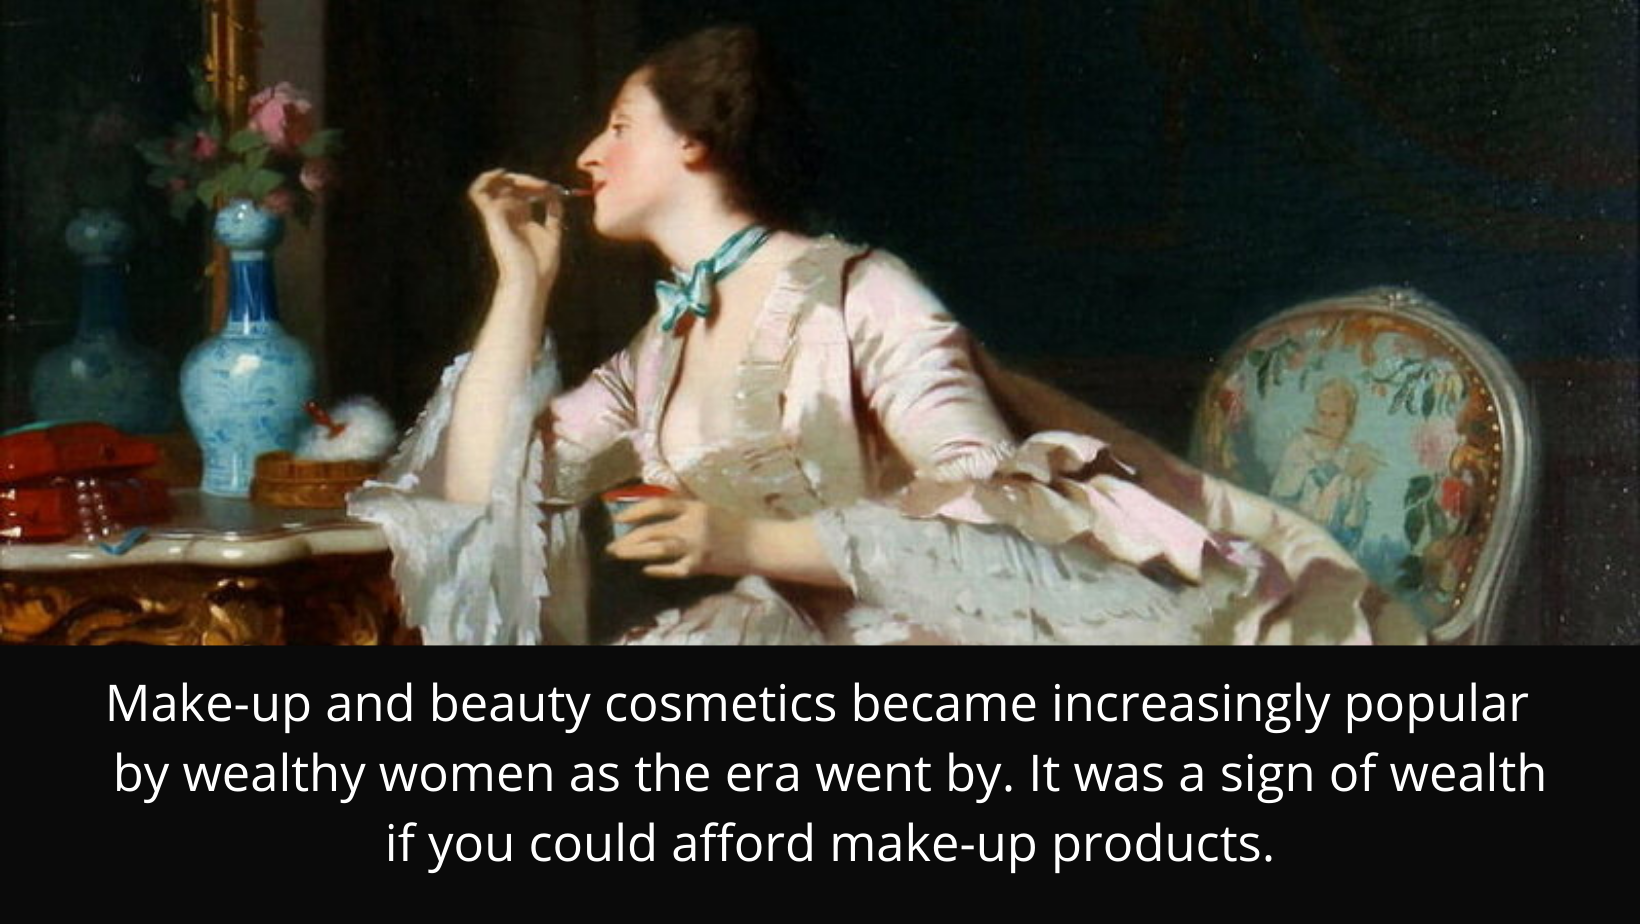 Make-up and beauty cosmetics became increasingly popular
by wealthy women as the era went by. It was a sign of wealth
if you could afford make-up products.